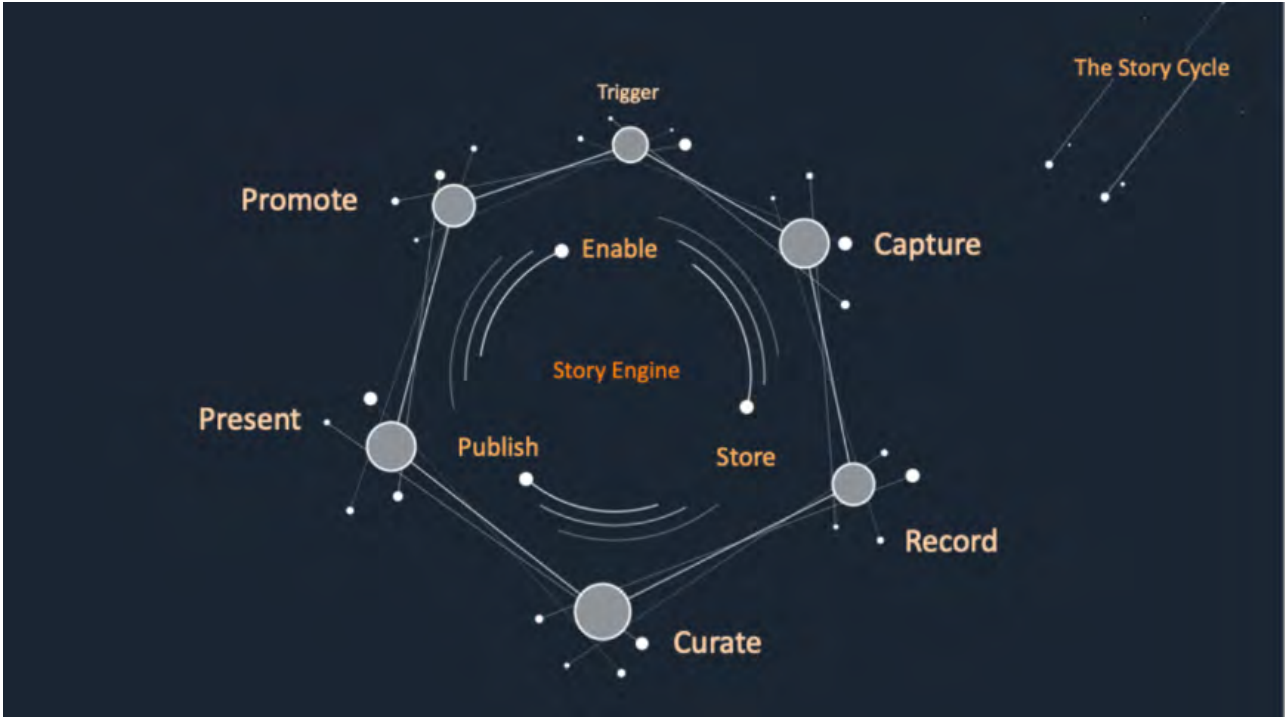 The Story Cycle
Trigger
Promote
Capture
Enable
Story Engine
Present
Publish
Store
Record
Curate